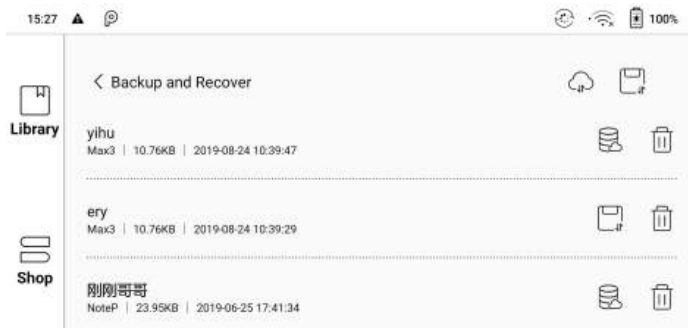 15:27 100%
Backup and Recover
Library
yihu
Max3 | 10.76KB | 2019-08-24 10:39:47
ery
Max3 | 10.76KB | 2019-08-24 10:39:29
Shop
刚刚哥哥
NoteP | 23.95KB | 2019-06-25 17:41:34